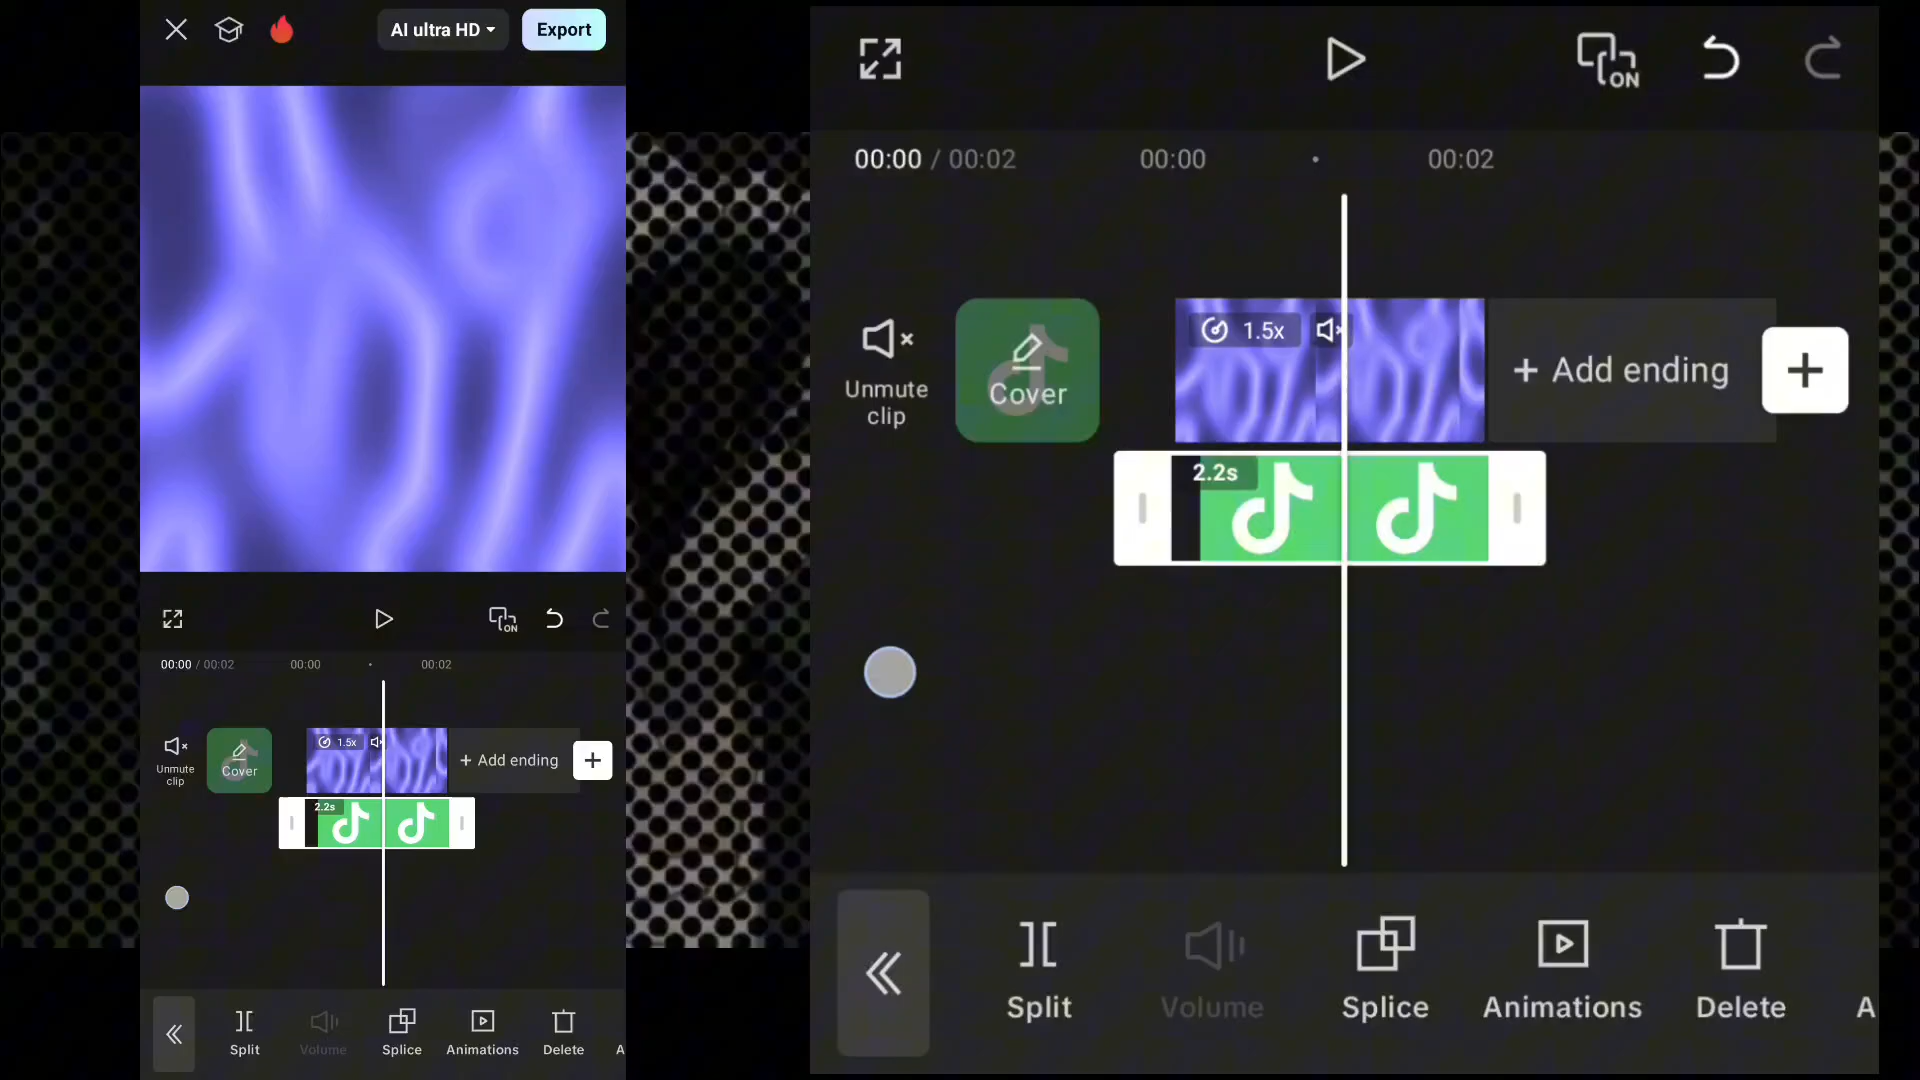 AI ultra HD
Export
ON
00:00 / 00:02
00:00
00:02
Unmute
clip
Cover
1.5x
+ Add ending
+
2.2s
Split
Volume
Splice
Animations
Delete
A
ON
00:00 / 00:02
00:00
00:02
Unmute
clip
Cover
1.5x
+ Add ending
+
2.2s
Split
Volume
Splice
Animations
Delete
A